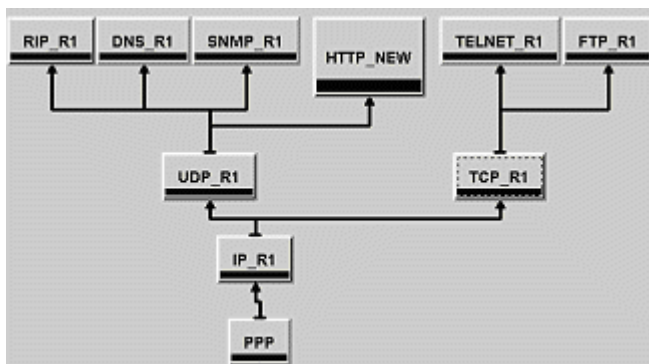 RIP_R1 DNS_R1 SNMP_R1 HTTP_NEW TELNET_R1 FTP_R1
UDP_R1 TCP_R1
IP_R1
PPP